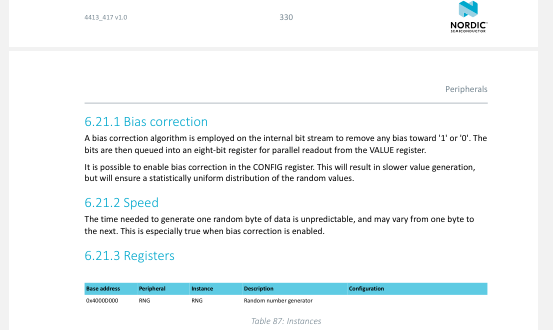 4413_417 v1.0
330
NORDIC
SEMICONDUCTOR
Peripherals
6.21.1 Bias correction
A bias correction algorithm is employed on the internal bit stream to remove any bias toward '1' or '0'. The
bits are then queued into an eight-bit register for parallel readout from the VALUE register.
It is possible to enable bias correction in the CONFIG register. This will result in slower value generation,
but will ensure a statistically uniform distribution of the random values.
6.21.2 Speed
The time needed to generate one random byte of data is unpredictable, and may vary from one byte to
the next. This is especially true when bias correction is enabled.
6.21.3 Registers
Base address Peripheral Instance Description Configuration
0x4000D000 RNG RNG Random number generator
Table 87: Instances